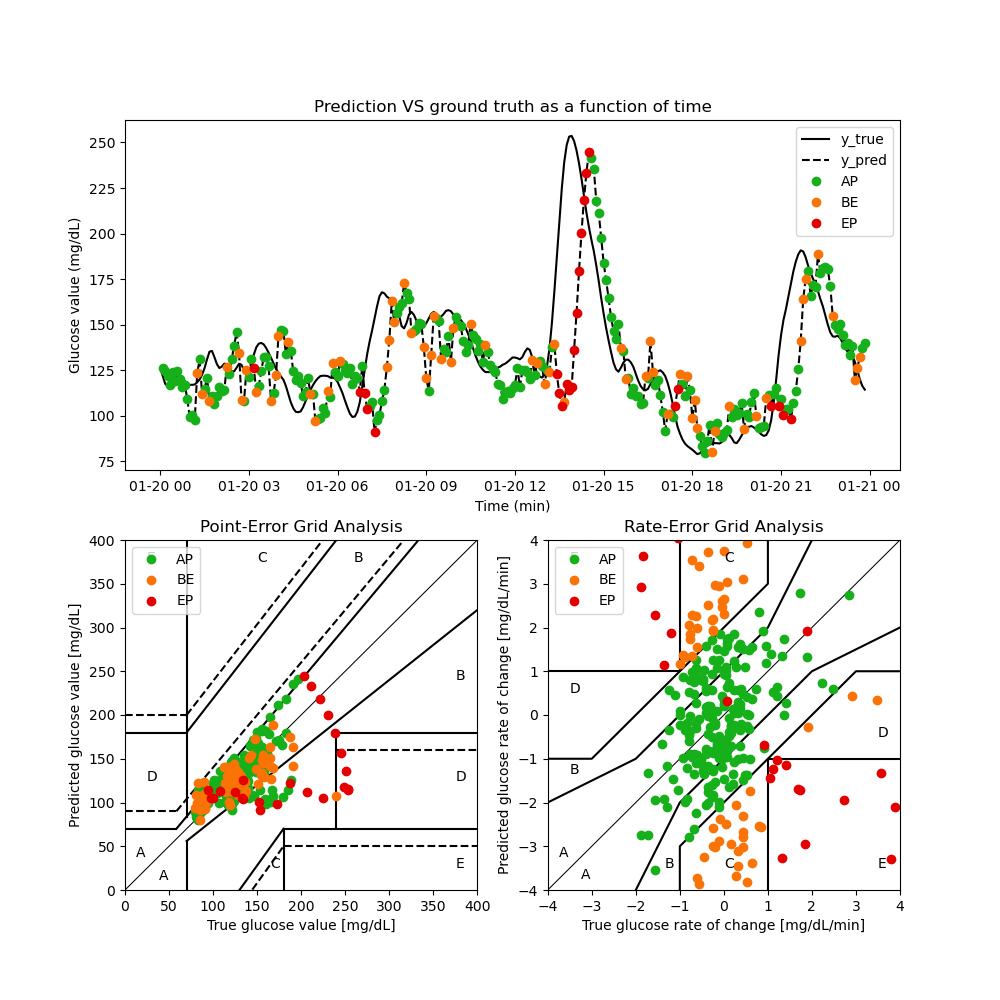 Prediction VS ground truth as a function of time
Glucose value (mg/dL)
250
225
200
175
150
125
100
75
y_true
y_pred
AP
BE
EP
01-20 00 01-20 03 01-20 06 01-20 09 01-20 12 01-20 15 01-20 18 01-20 21 01-21 00
Time (min)
Point-Error Grid Analysis
Predicted glucose value [mg/dL]
400
350
300
250
200
150
100
50
0
AP
BE
EP
C B
B
D D
A
A
C E
0 50 100 150 200 250 300 350 400
True glucose value [mg/dL]
Rate-Error Grid Analysis
Predicted glucose rate of change [mg/dL/min]
4
3
2
1
0
−1
−2
−3
−4
AP
BE
EP
C
D
D
B
A
A
B C E
−4 −3 −2 −1 0 1 2 3 4
True glucose rate of change [mg/dL/min]